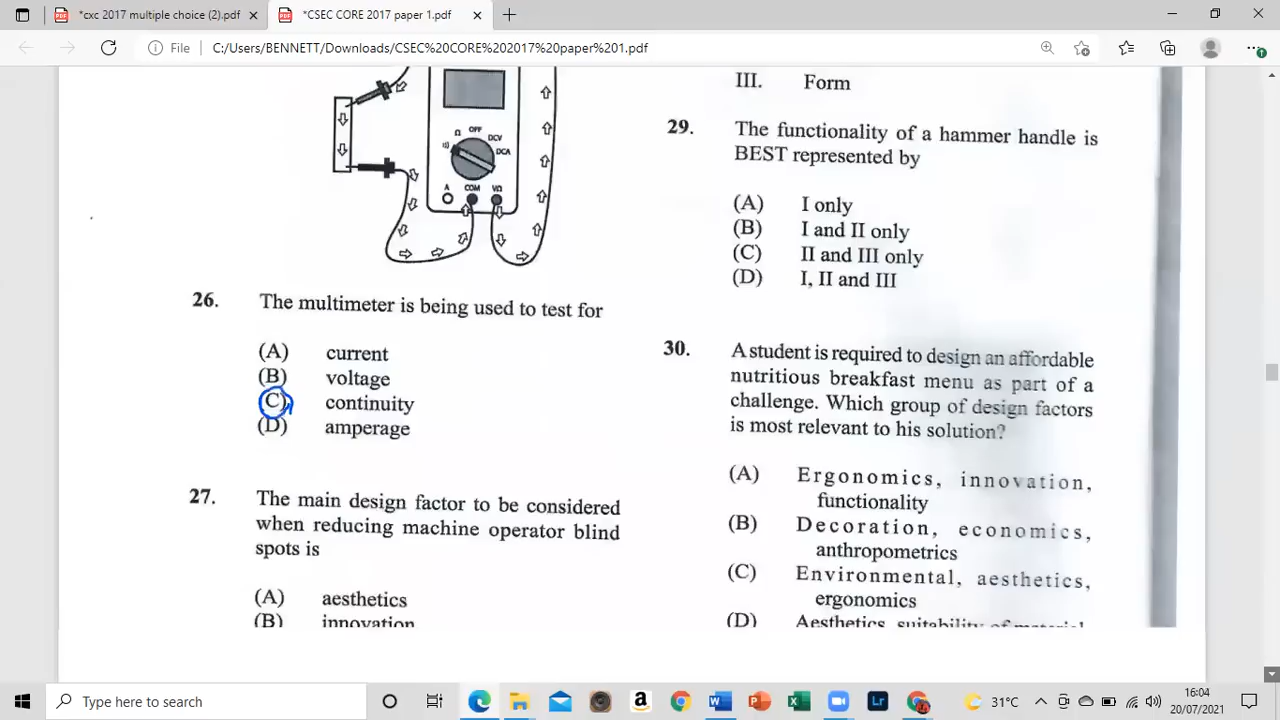 *cxc 2017 multiple choice (2).pdf
*CSEC CORE 2017 paper 1.pdf
File
C:/Users/BENNETT/Downloads/CSEC%20CORE%202017%20paper%201.pdf
Ω
OFF
DCV
DCA
A
COM
VΩ
26. The multimeter is being used to test for
(A) current
(B) voltage
(C) continuity
(D) amperage
27. The main design factor to be considered
when reducing machine operator blind
spots is
(A) aesthetics
(B) innovation
III. Form
29. The functionality of a hammer handle is
BEST represented by
(A) I only
(B) I and II only
(C) II and III only
(D) I, II and III
30. A student is required to design an affordable
nutritious breakfast menu as part of a
challenge. Which group of design factors
is most relevant to his solution?
(A) Ergonomics, innovation,
functionality
(B) Decoration, economics,
anthropometrics
(C) Environmental, aesthetics,
ergonomics
(D) Aesthetics, suitability of material,
Type here to search
31°C
16:04
20/07/2021